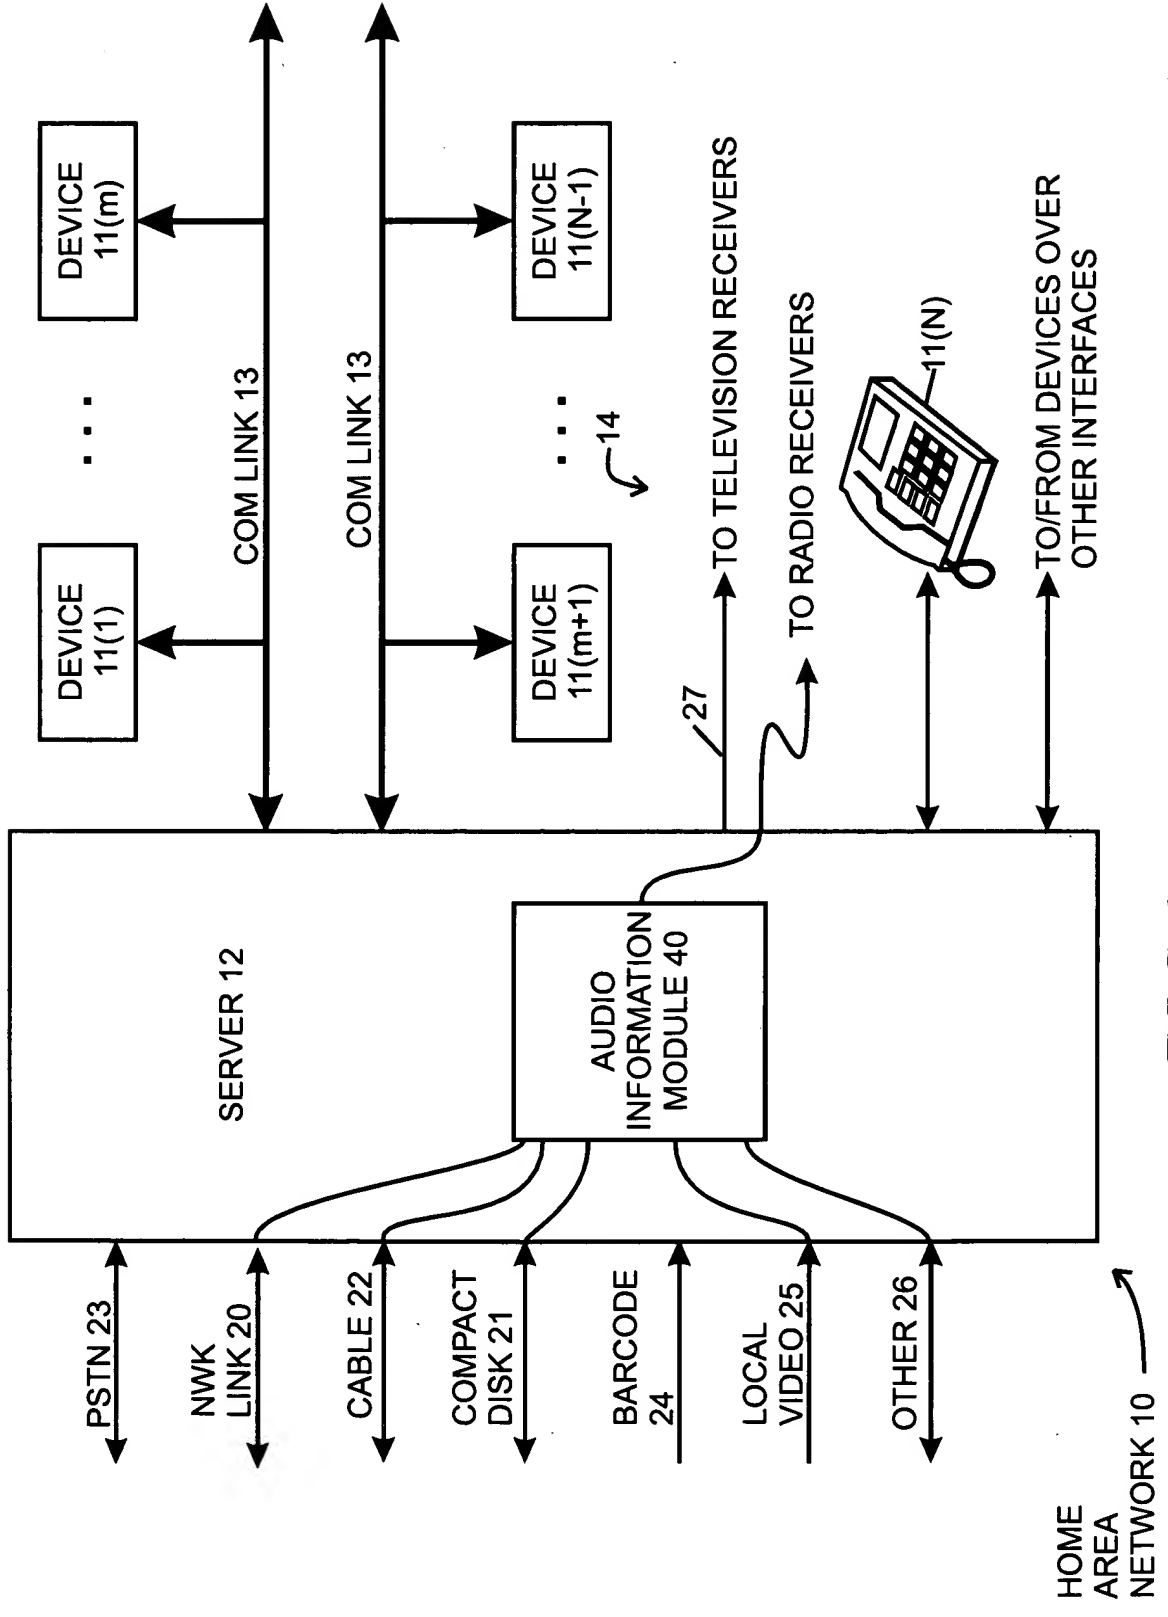 HOME
AREA
NETWORK 10
PSTN 23
NWK
LINK 20
CABLE 22
COMPACT
DISK 21
BARCODE
24
LOCAL
VIDEO 25
OTHER 26
SERVER 12
AUDIO
INFORMATION
MODULE 40
DEVICE
11(1)
. . .
DEVICE
11(m)
COM LINK 13
COM LINK 13
DEVICE
11(m+1)
. . .
DEVICE
11(N-1)
14
27
TO TELEVISION RECEIVERS
TO RADIO RECEIVERS
11(N)
TO/FROM DEVICES OVER
OTHER INTERFACES